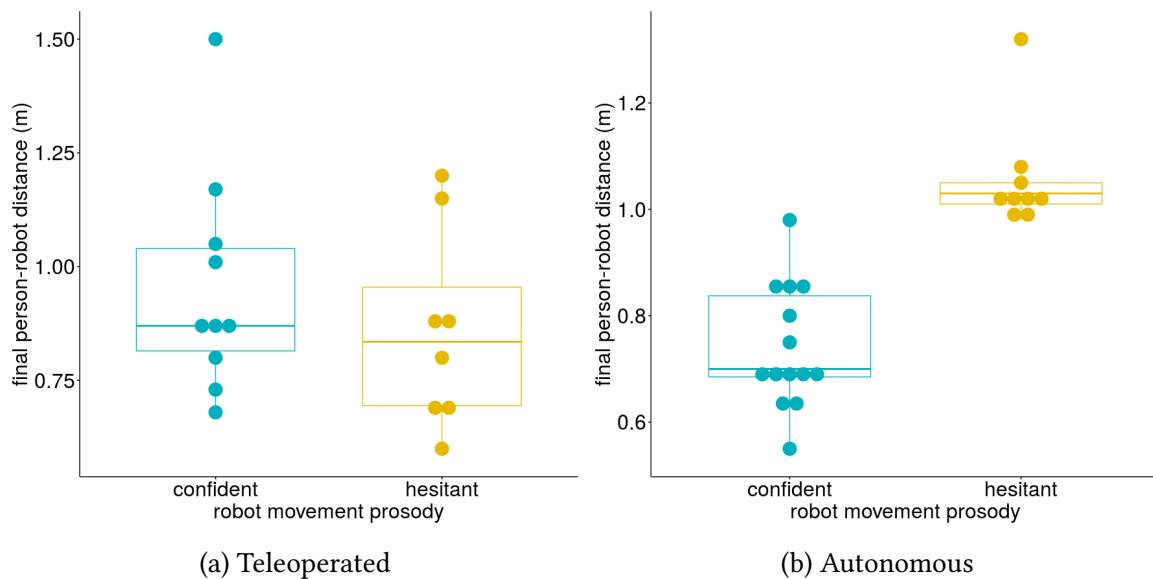 final person-robot distance (m)
1.50
1.25
1.00
0.75
confident hesitant
robot movement prosody
(a) Teleoperated
final person-robot distance (m)
1.2
1.0
0.8
0.6
confident hesitant
robot movement prosody
(b) Autonomous